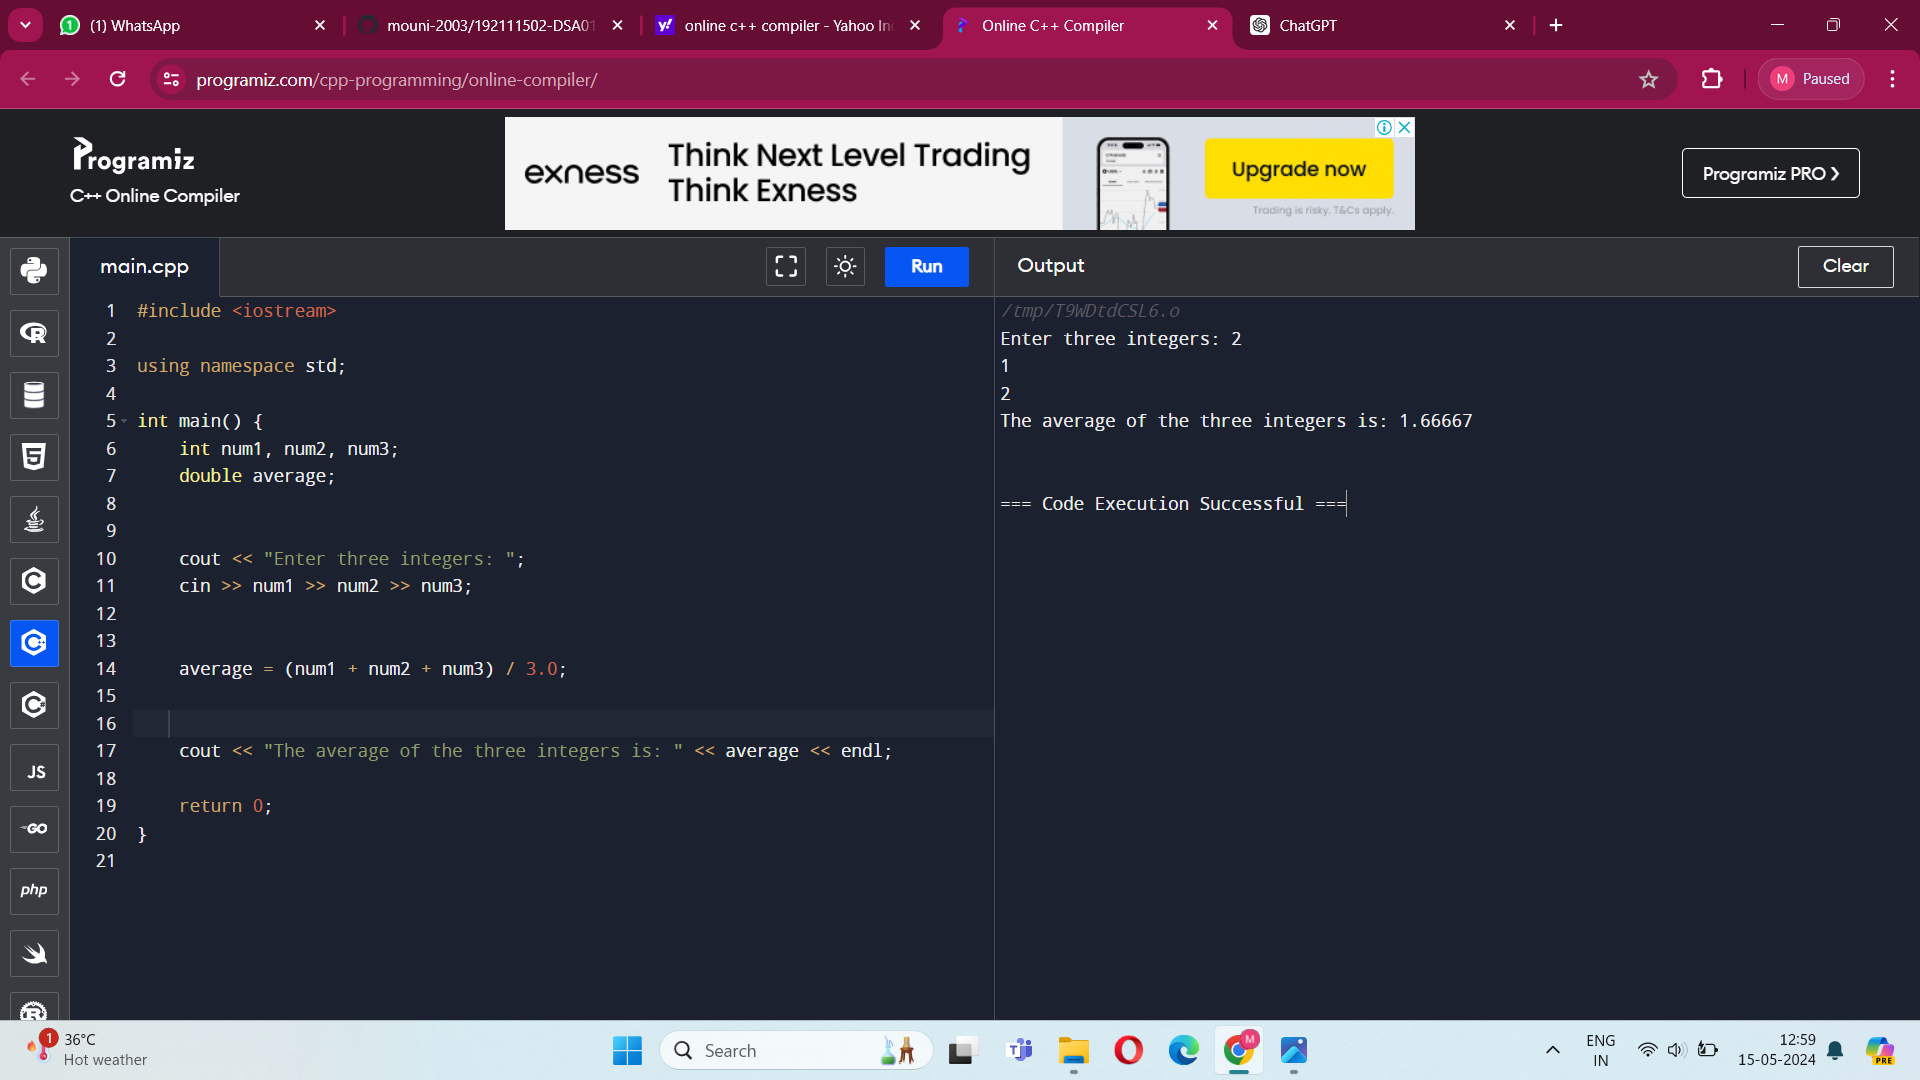 (1) WhatsApp
mouni-2003/192111502-DSA01
online c++ compiler - Yahoo In
Online C++ Compiler
ChatGPT
programiz.com/cpp-programming/online-compiler/
M Paused
Programiz
C++ Online Compiler
exness
Think Next Level Trading
Think Exness
Upgrade now
Trading is risky. T&Cs apply.
Programiz PRO
main.cpp
Run
Output
Clear
1 #include <iostream>
2
3 using namespace std;
4
5 int main() {
6 int num1, num2, num3;
7 double average;
8
9
10 cout << "Enter three integers: ";
11 cin >> num1 >> num2 >> num3;
12
13
14 average = (num1 + num2 + num3) / 3.0;
15
16
17 cout << "The average of the three integers is: " << average << endl;
18
19 return 0;
20 }
21
/tmp/T9WDtdCSL6.o
Enter three integers: 2
1
2
The average of the three integers is: 1.66667
=== Code Execution Successful ===
JS
GO
php
1
36°C
Hot weather
Search
M
ENG
IN
12:59
15-05-2024
PRE